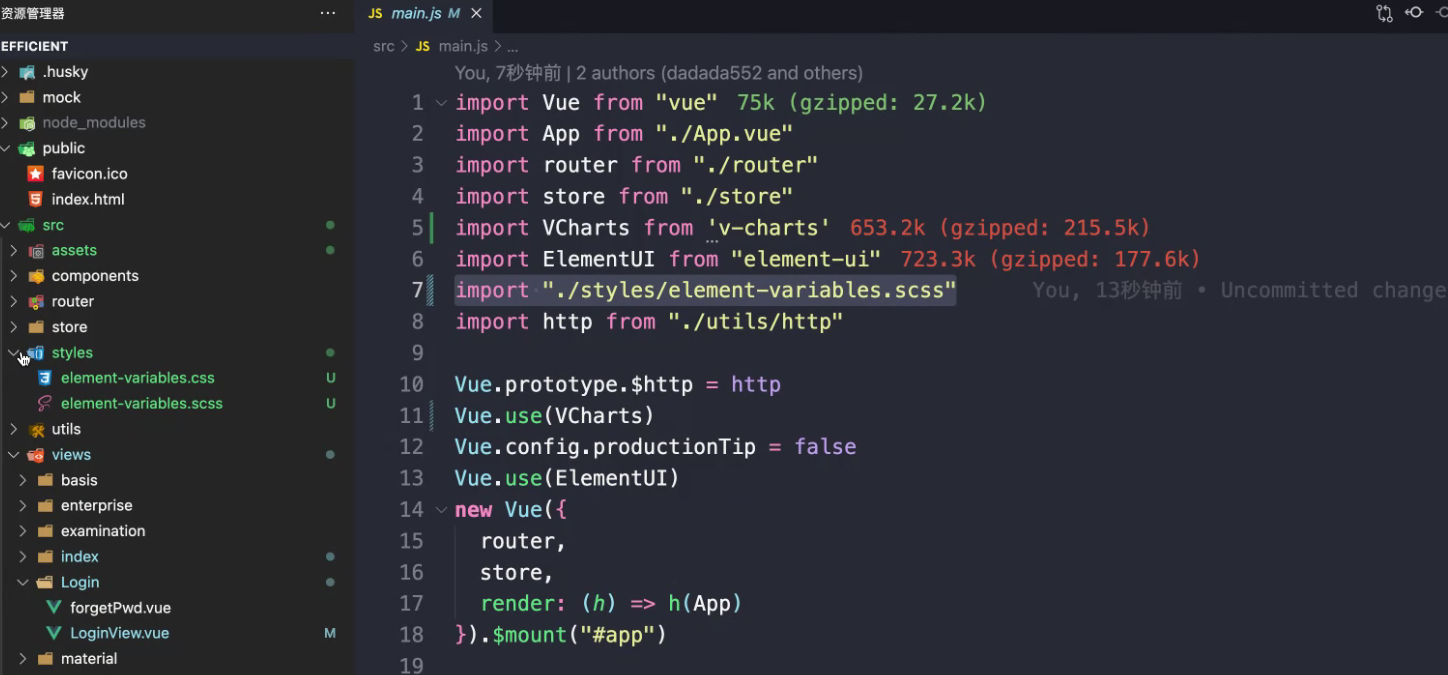 资源管理器
EFFICIENT
.husky
mock
node_modules
public
favicon.ico
index.html
src
assets
components
router
store
styles
element-variables.css U
element-variables.scss U
utils
views
basis
enterprise
examination
index
Login
forgetPwd.vue
LoginView.vue M
material
JS main.js M
src > JS main.js > ...
You, 7秒钟前 | 2 authors (dadada552 and others)
1 import Vue from "vue" 75k (gzipped: 27.2k)
2 import App from "./App.vue"
3 import router from "./router"
4 import store from "./store"
5 import VCharts from 'v-charts' 653.2k (gzipped: 215.5k)
6 import ElementUI from "element-ui" 723.3k (gzipped: 177.6k)
7 import "./styles/element-variables.scss" You, 13秒钟前 • Uncommitted change
8 import http from "./utils/http"
9
10 Vue.prototype.$http = http
11 Vue.use(VCharts)
12 Vue.config.productionTip = false
13 Vue.use(ElementUI)
14 new Vue({
15 router,
16 store,
17 render: (h) => h(App)
18 }).$mount("#app")
19